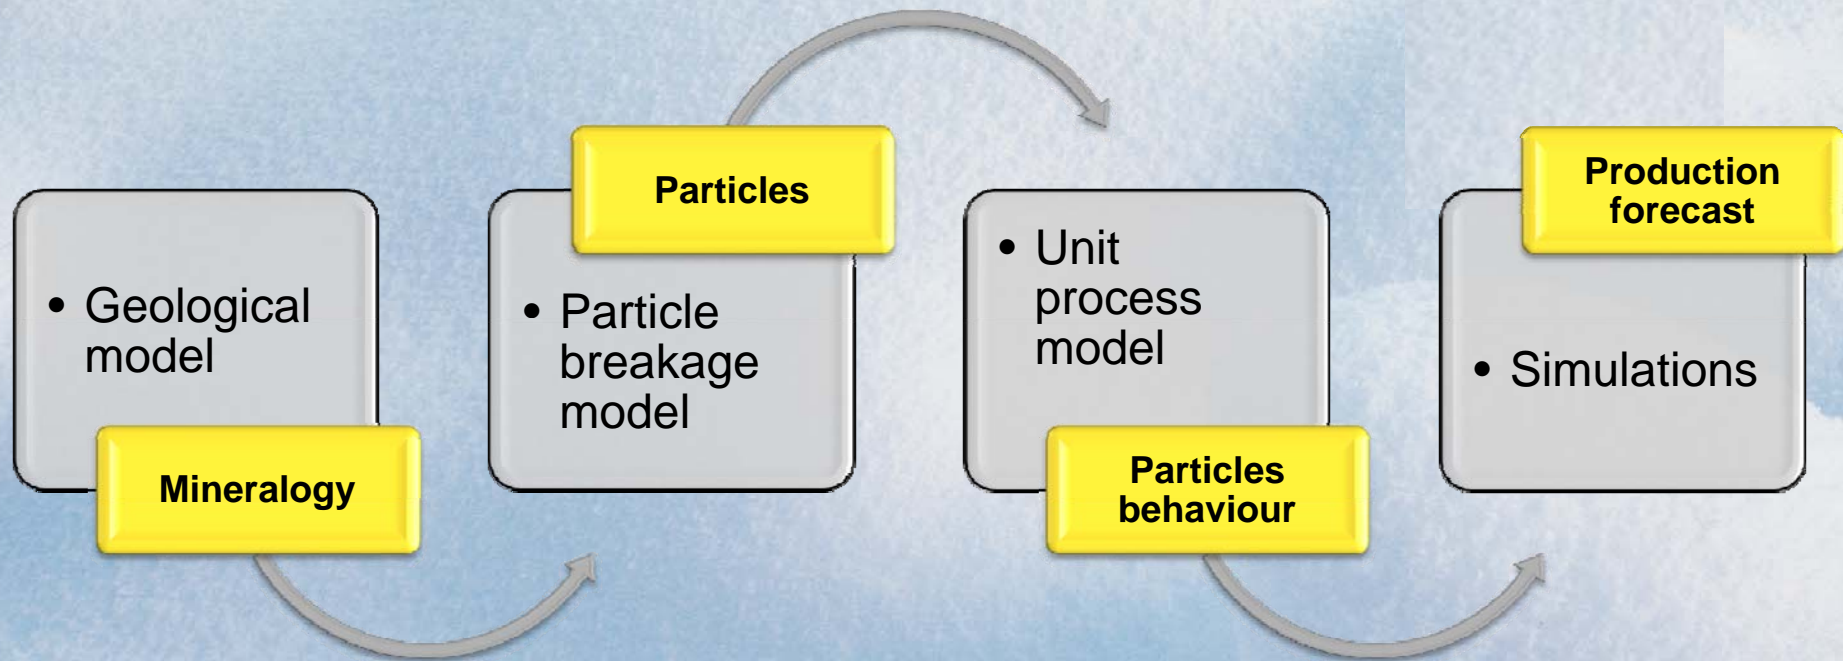 • Geological
model
Mineralogy
Particles
• Particle
breakage
model
• Unit
process
model
Particles
behaviour
Production
forecast
• Simulations